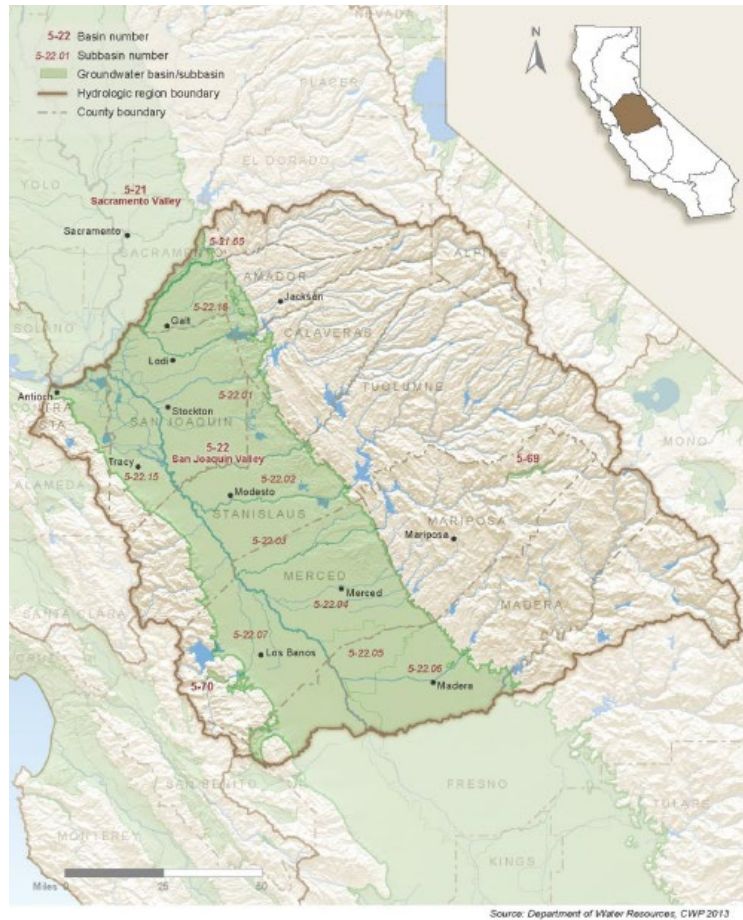 5-22 Basin number
5-22.01 Subbasin number
Groundwater basin/subbasin
Hydrologic region boundary
County boundary
N
NEVADA
PLACER
EL DORADO
YOLO
5-21
Sacramento Valley
Sacramento
SACRAMENTO
5-21.65
ALPINE
AMADOR
Jackson
5-22.16
Galt
SOLANO
CALAVERAS
Lodi
TUOLUMNE
Antioch
CONTRA
COSTA
5-22.01
Stockton
SAN JOAQUIN
MONO
5-22
San Joaquin Valley
5-69
Tracy
5-22.15
5-22.02
ALAMEDA
Modesto
STANISLAUS
MARIPOSA
Mariposa
5-22.03
MERCED
Merced
MADERA
5-22.04
SANTA CLARA
5-22.07
Los Banos
5-22.05
5-22.06
CRUZ
5-70
Madera
SAN BENITO
FRESNO
TULARE
MONTEREY
KINGS
Miles 0 25 50
Source: Department of Water Resources, CWP 2013